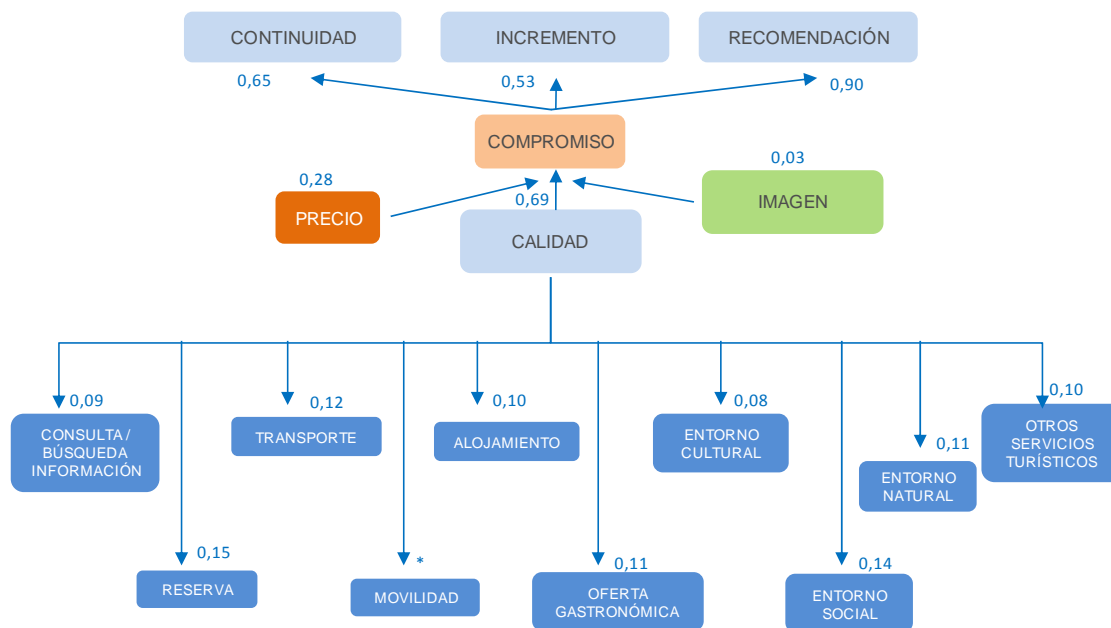 CONTINUIDAD
INCREMENTO
RECOMENDACIÓN
0,65
0,53
0,90
COMPROMISO
0,03
0,28
PRECIO
0,69
IMAGEN
CALIDAD
0,09
0,12
0,10
0,08
0,11
0,10
CONSULTA /
BÚSQUEDA
INFORMACIÓN
TRANSPORTE
ALOJAMIENTO
ENTORNO
CULTURAL
ENTORNO
NATURAL
OTROS
SERVICIOS
TURÍSTICOS
0,15
*
0,11
0,14
RESERVA
MOVILIDAD
OFERTA
GASTRONÓMICA
ENTORNO
SOCIAL